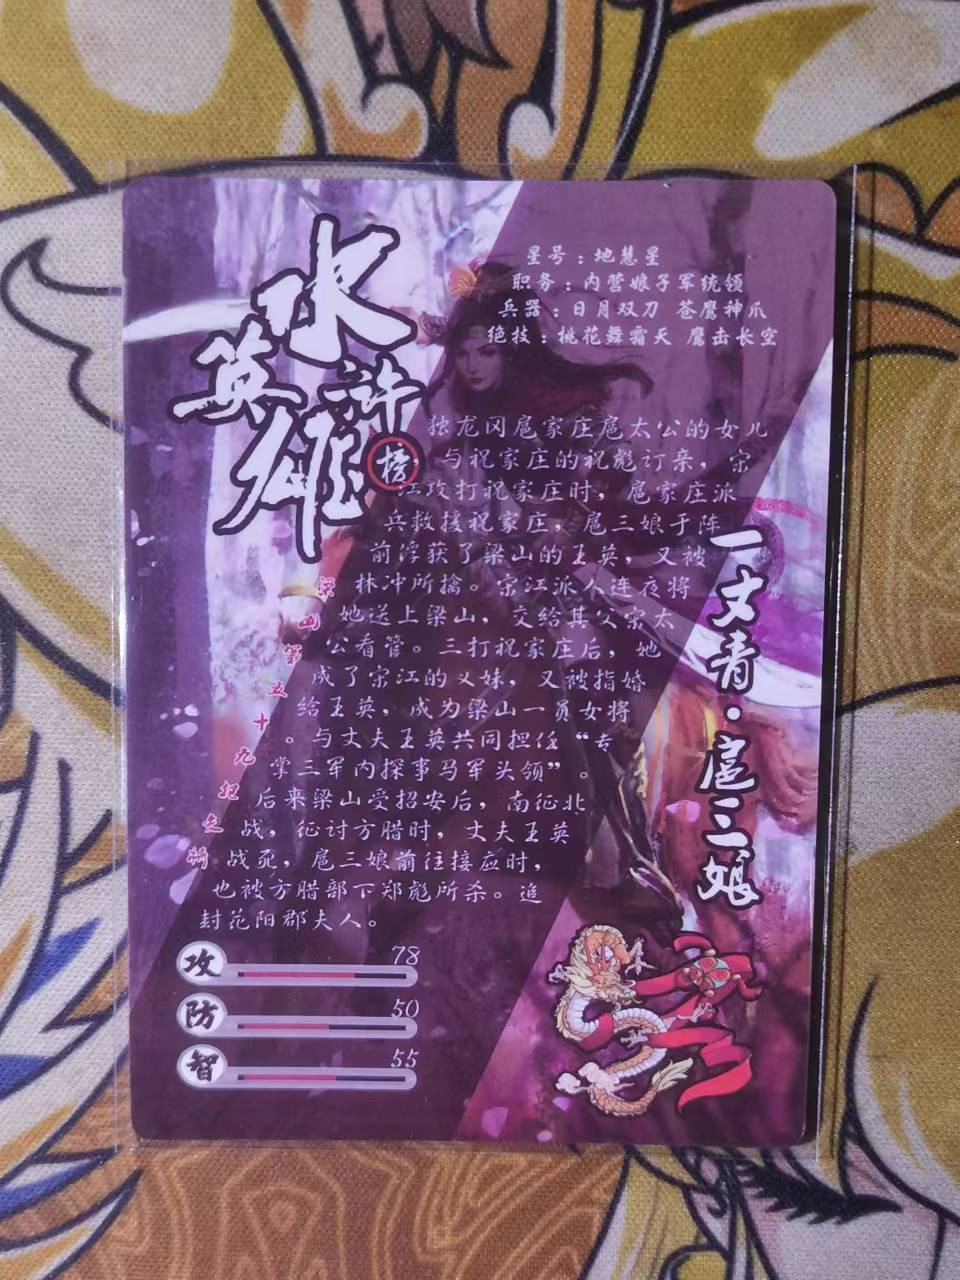 水浒
英雄
榜
星号：地慧星
职务：内营娘子军统领
兵器：日月双刀 苍鹰神爪
绝技：桃花舞霜天 鹰击长空
独龙冈扈家庄扈太公的女儿
，与祝家庄的祝彪订亲，宋
江攻打祝家庄时，扈家庄派
兵救援祝家庄，扈三娘于阵
前俘获了梁山的王英，又被
林冲所擒。宋江派人连夜将
她送上梁山，交给其父宋太
公看管。三打祝家庄后，她
成了宋江的义妹，又被指婚
给王英，成为梁山一员女将
。与丈夫王英共同担任“专
掌三军内探事马军头领”。
后来梁山受招安后，南征北
战，征讨方腊时，丈夫王英
战死，扈三娘前往接应时，
也被方腊部下郑彪所杀。追
封花阳郡夫人。
梁山第五十九
一丈青·扈三娘
攻 78
防 50
智 55